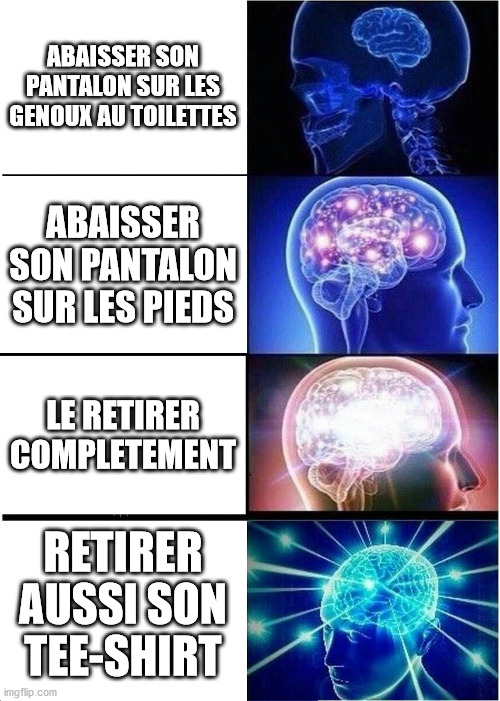 ABAISSER SON
PANTALON SUR LES
GENOUX AU TOILETTES
ABAISSER
SON PANTALON
SUR LES PIEDS
LE RETIRER
COMPLETEMENT
RETIRER
AUSSI SON
TEE-SHIRT
imgflip.com